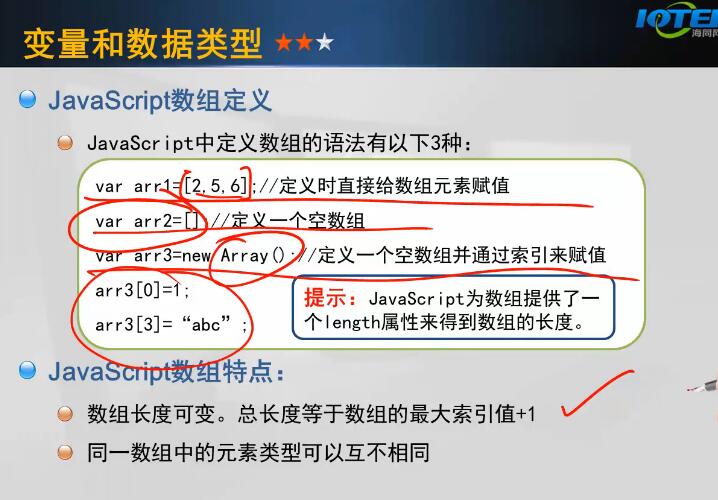 变量和数据类型
IOTEK
海同网
JavaScript数组定义
JavaScript中定义数组的语法有以下3种:
var arr1=[2,5,6];//定义时直接给数组元素赋值
var arr2=[];//定义一个空数组
var arr3=new Array();//定义一个空数组并通过索引来赋值
arr3[0]=1;
arr3[3]=“abc”;
提示: JavaScript为数组提供了一
个length属性来得到数组的长度。
JavaScript数组特点:
数组长度可变。总长度等于数组的最大索引值+1
同一数组中的元素类型可以互不相同